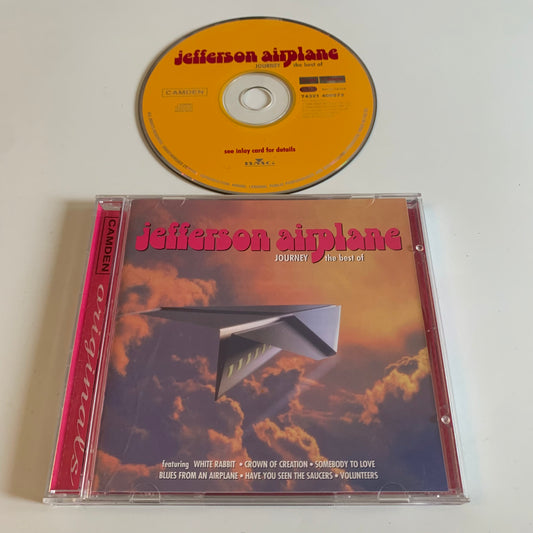 jefferson airplane
JOURNEY the best of
CAMDEN
see inlay card for details
BMG
CAMDEN
originals
jefferson airplane
JOURNEY the best of
featuring WHITE RABBIT • CROWN OF CREATION • SOMEBODY TO LOVE
BLUES FROM AN AIRPLANE • HAVE YOU SEEN THE SAUCERS • VOLUNTEERS